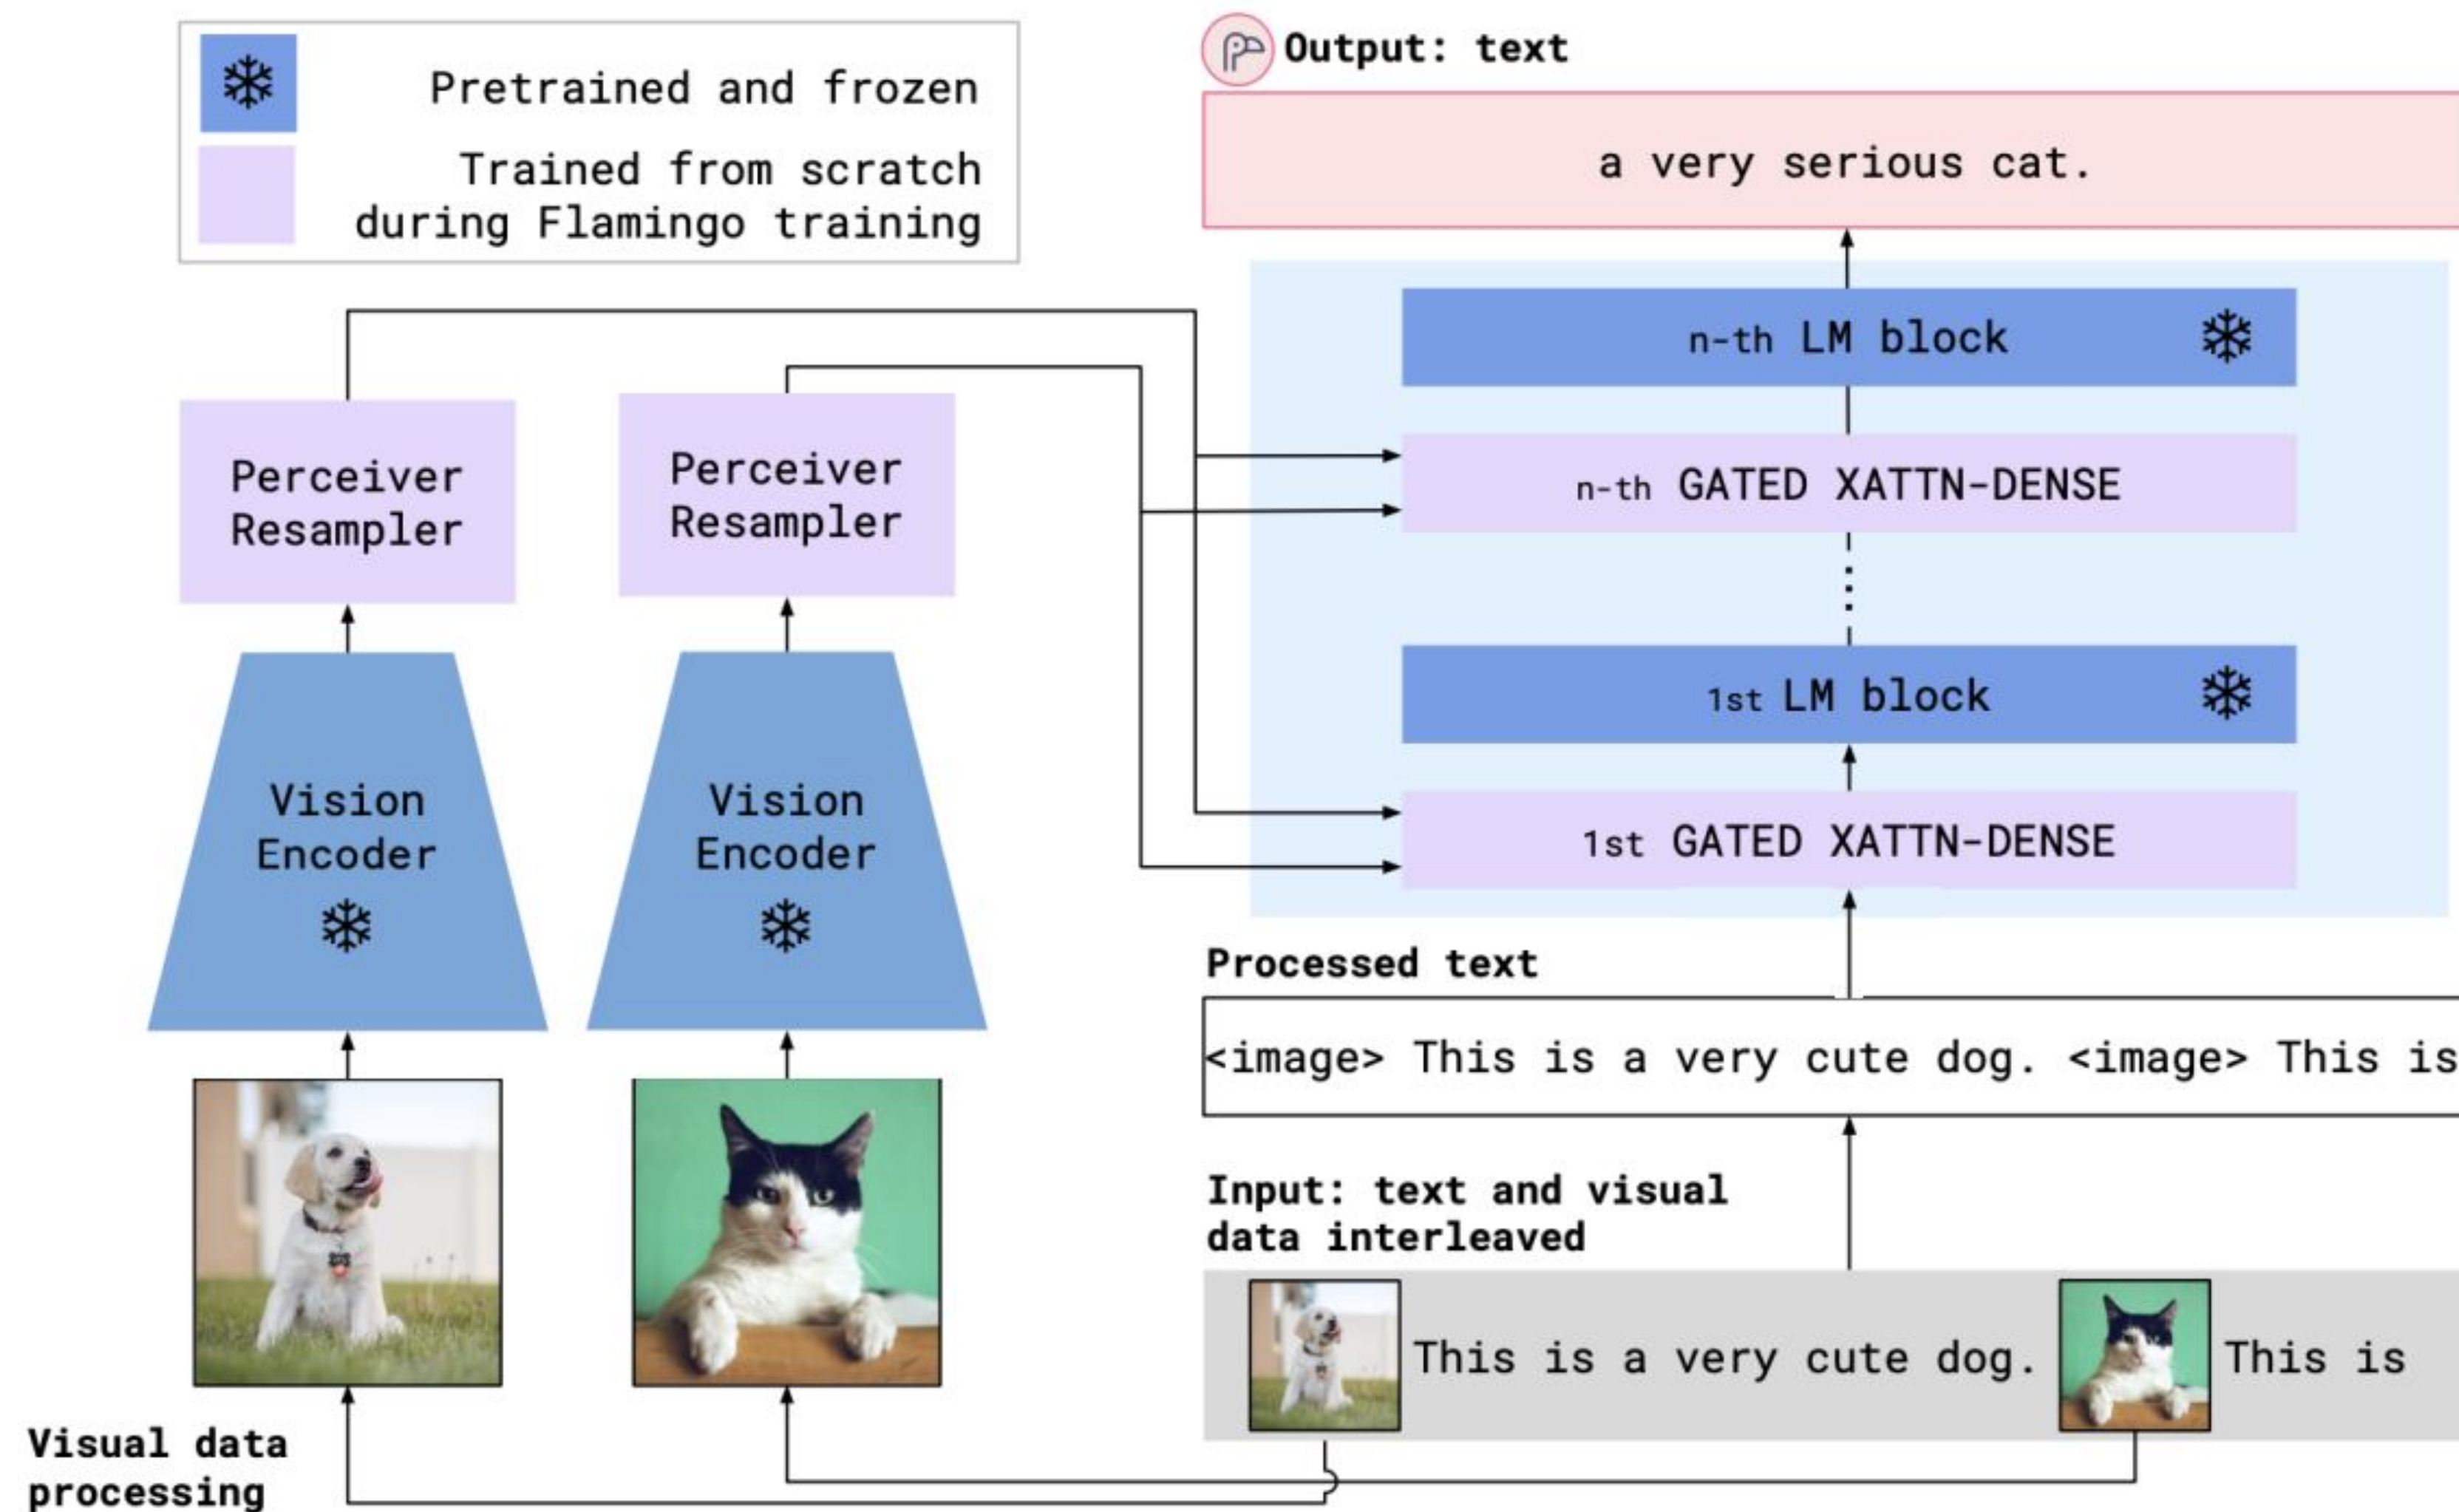 Pretrained and frozen
Trained from scratch
during Flamingo training
Output: text
a very serious cat.
n-th LM block
n-th GATED XATTN-DENSE
1st LM block
1st GATED XATTN-DENSE
Perceiver
Resampler
Perceiver
Resampler
Vision
Encoder
Vision
Encoder
Processed text
<image> This is a very cute dog. <image> This is
Input: text and visual
data interleaved
This is a very cute dog.
This is
Visual data
processing